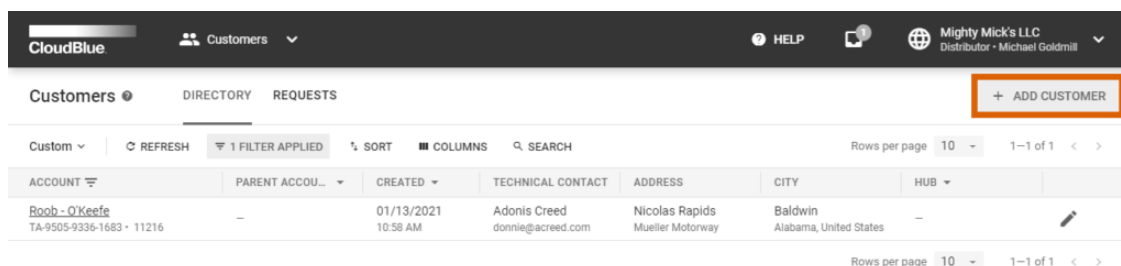 CloudBlue
Customers
HELP
1
Mighty Mick's LLC
Distributor • Michael Goldmill
Customers
DIRECTORY
REQUESTS
+ ADD CUSTOMER
Custom
REFRESH
1 FILTER APPLIED
SORT
COLUMNS
SEARCH
Rows per page 10
1–1 of 1
ACCOUNT
PARENT ACCOU...
CREATED
TECHNICAL CONTACT
ADDRESS
CITY
HUB
Roob - O'Keefe
TA-9505-9336-1683 • 11216
–
01/13/2021
10:58 AM
Adonis Creed
donnie@acreed.com
Nicolas Rapids
Mueller Motorway
Baldwin
Alabama, United States
–
Rows per page 10
1–1 of 1